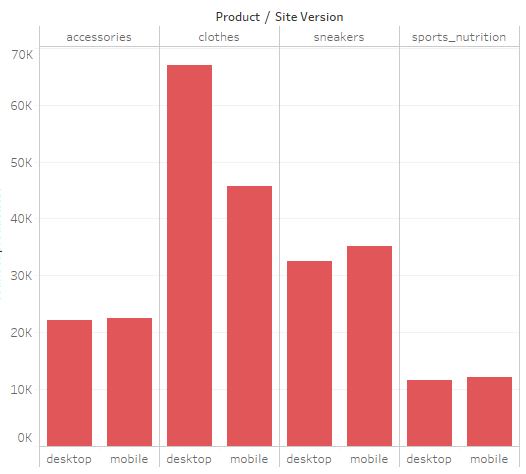 Product / Site Version
accessories clothes sneakers sports_nutrition
70K
60K
50K
40K
30K
20K
10K
0K
desktop mobile desktop mobile desktop mobile desktop mobile